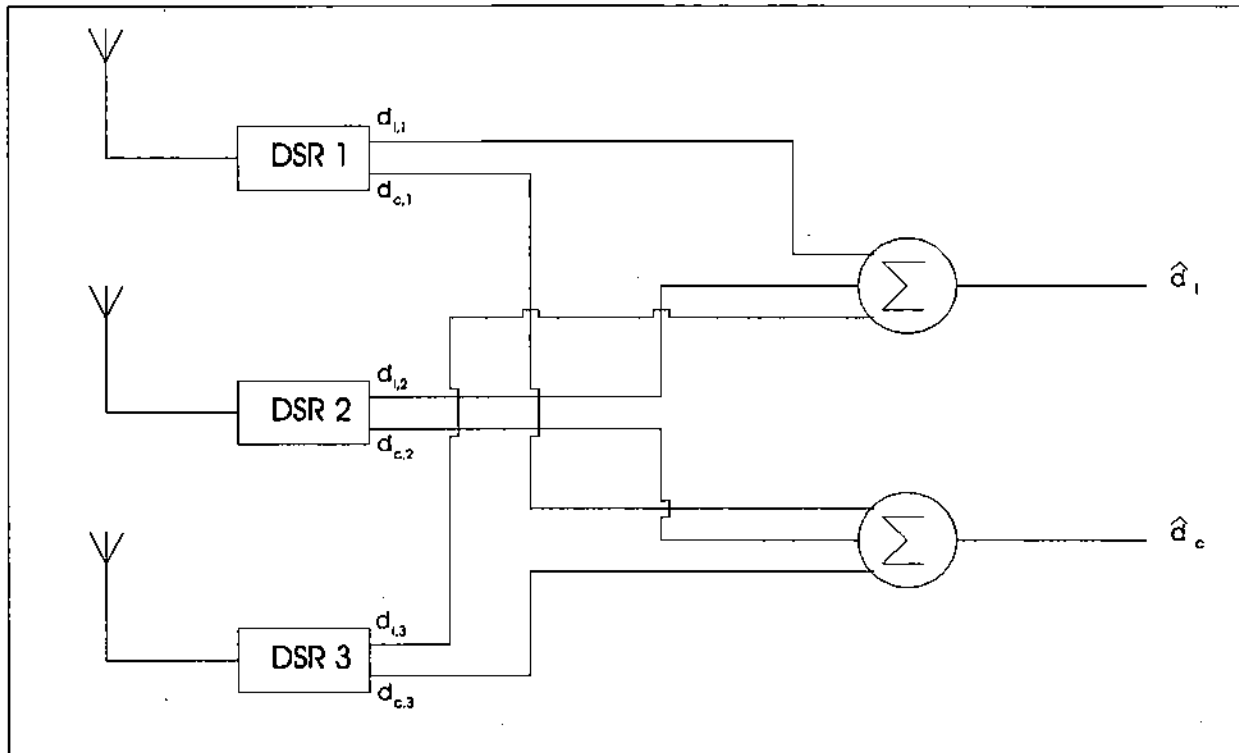 d_{i,1}
DSR 1
d_{c,1}
∑
â_i
d_{i,2}
DSR 2
d_{c,2}
∑
â_c
d_{i,3}
DSR 3
d_{c,3}